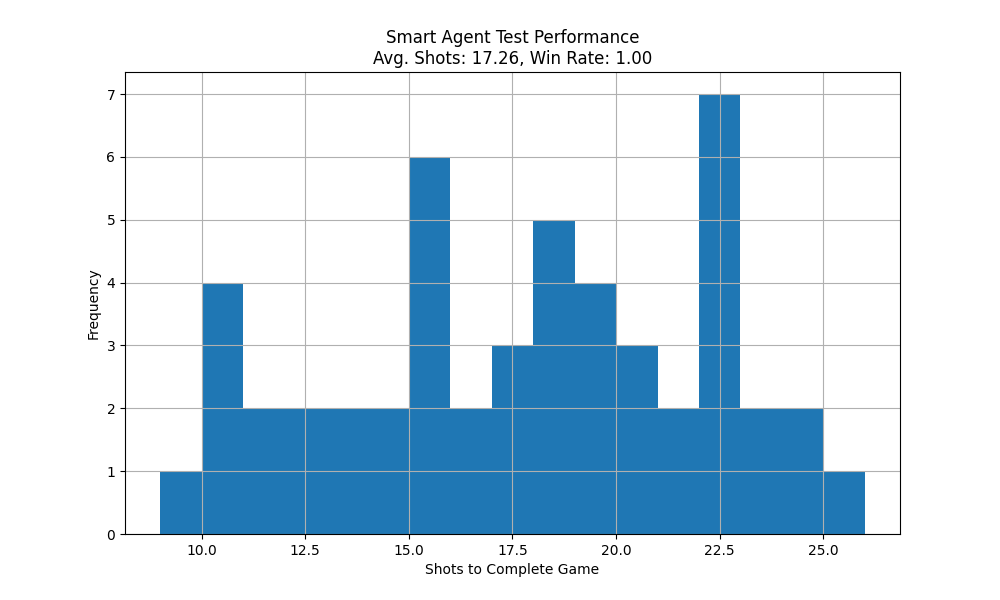 Smart Agent Test Performance
Avg. Shots: 17.26, Win Rate: 1.00
7
6
5
4
3
2
1
0
Frequency
10.0 12.5 15.0 17.5 20.0 22.5 25.0
Shots to Complete Game